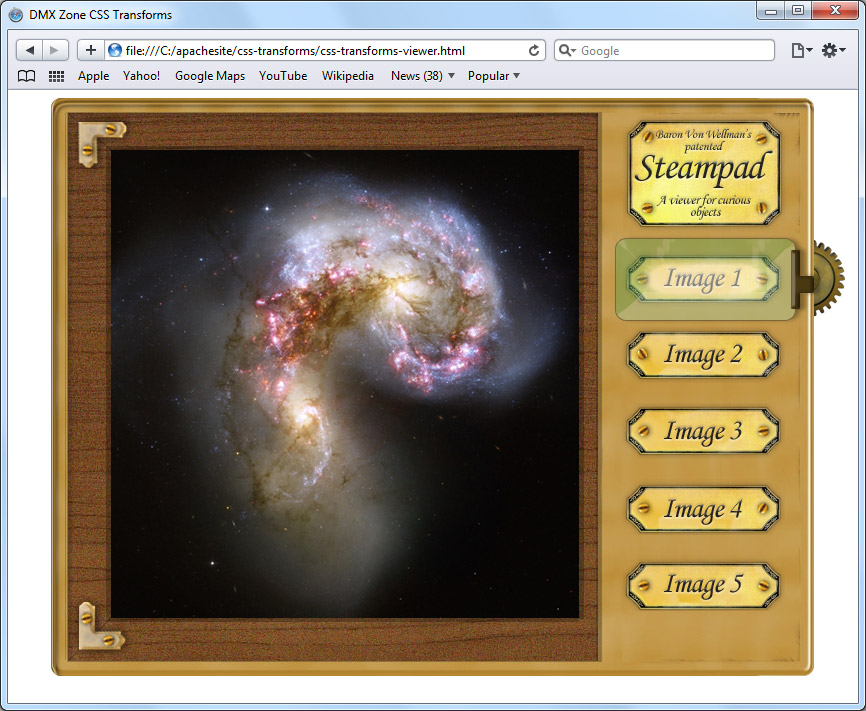 DMX Zone CSS Transforms
file:///C:/apachesite/css-transforms/css-transforms-viewer.html
Google
Apple Yahoo! Google Maps YouTube Wikipedia News (38) Popular
Baron Von Wellman's
patented
Steampad
A viewer for curious
objects
Image 1
Image 2
Image 3
Image 4
Image 5